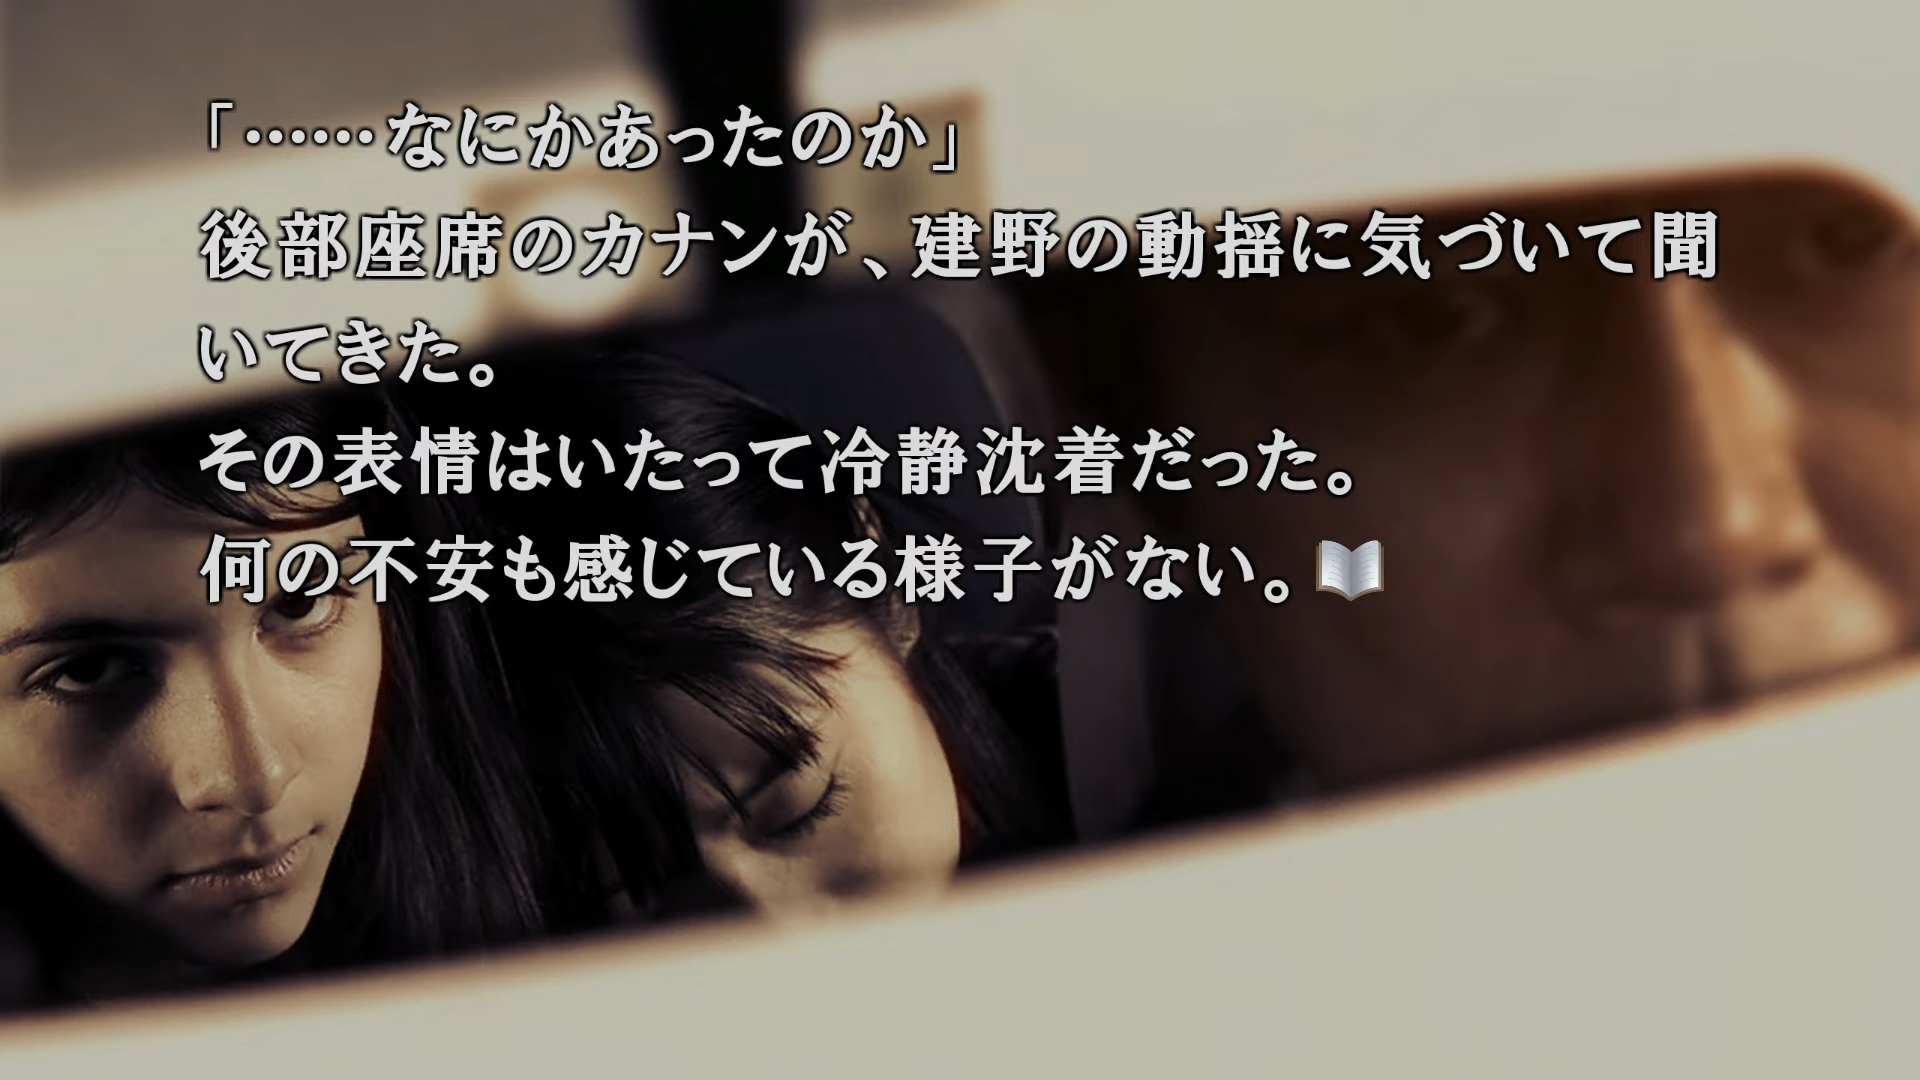 「……なにかあったのか」
後部座席のカナンが、建野の動揺に気づいて聞
いてきた。
その表情はいたって冷静沈着だった。
何の不安も感じている様子がない。